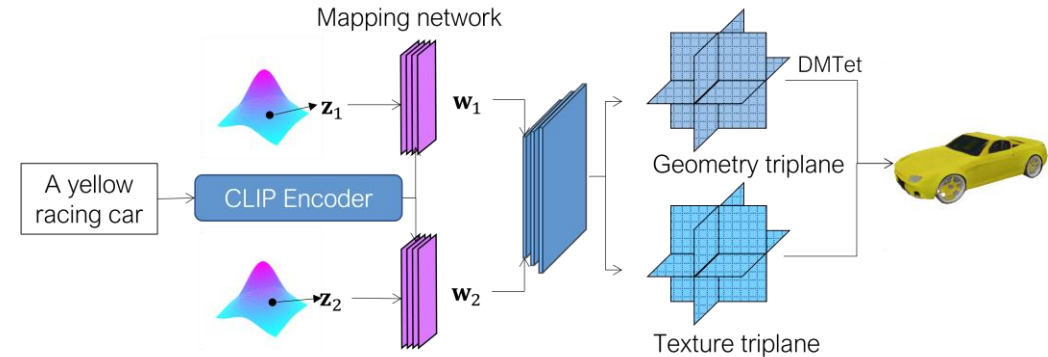 Mapping network
z₁
w₁
DMTet
Geometry triplane
A yellow
racing car
CLIP Encoder
z₂
w₂
Texture triplane